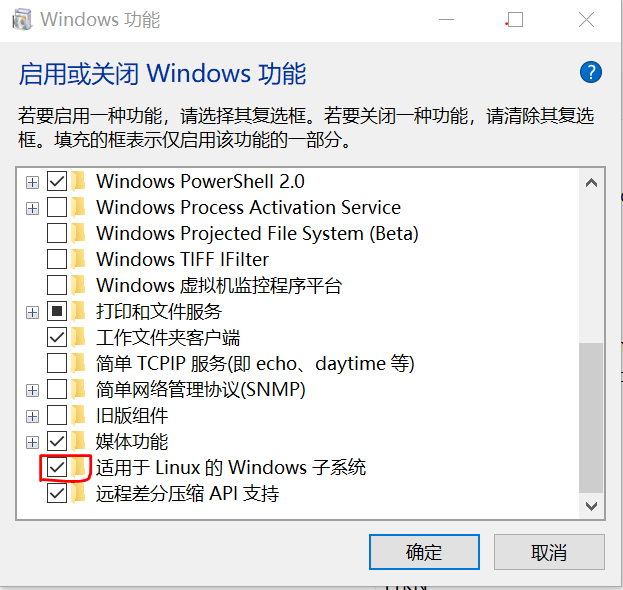 Windows 功能
启用或关闭 Windows 功能
若要启用一种功能，请选择其复选框。若要关闭一种功能，请清除其复选
框。填充的框表示仅启用该功能的一部分。
Windows PowerShell 2.0
Windows Process Activation Service
Windows Projected File System (Beta)
Windows TIFF IFilter
Windows 虚拟机监控程序平台
打印和文件服务
工作文件夹客户端
简单 TCPIP 服务(即 echo、daytime 等)
简单网络管理协议(SNMP)
旧版组件
媒体功能
适用于 Linux 的 Windows 子系统
远程差分压缩 API 支持
确定
取消